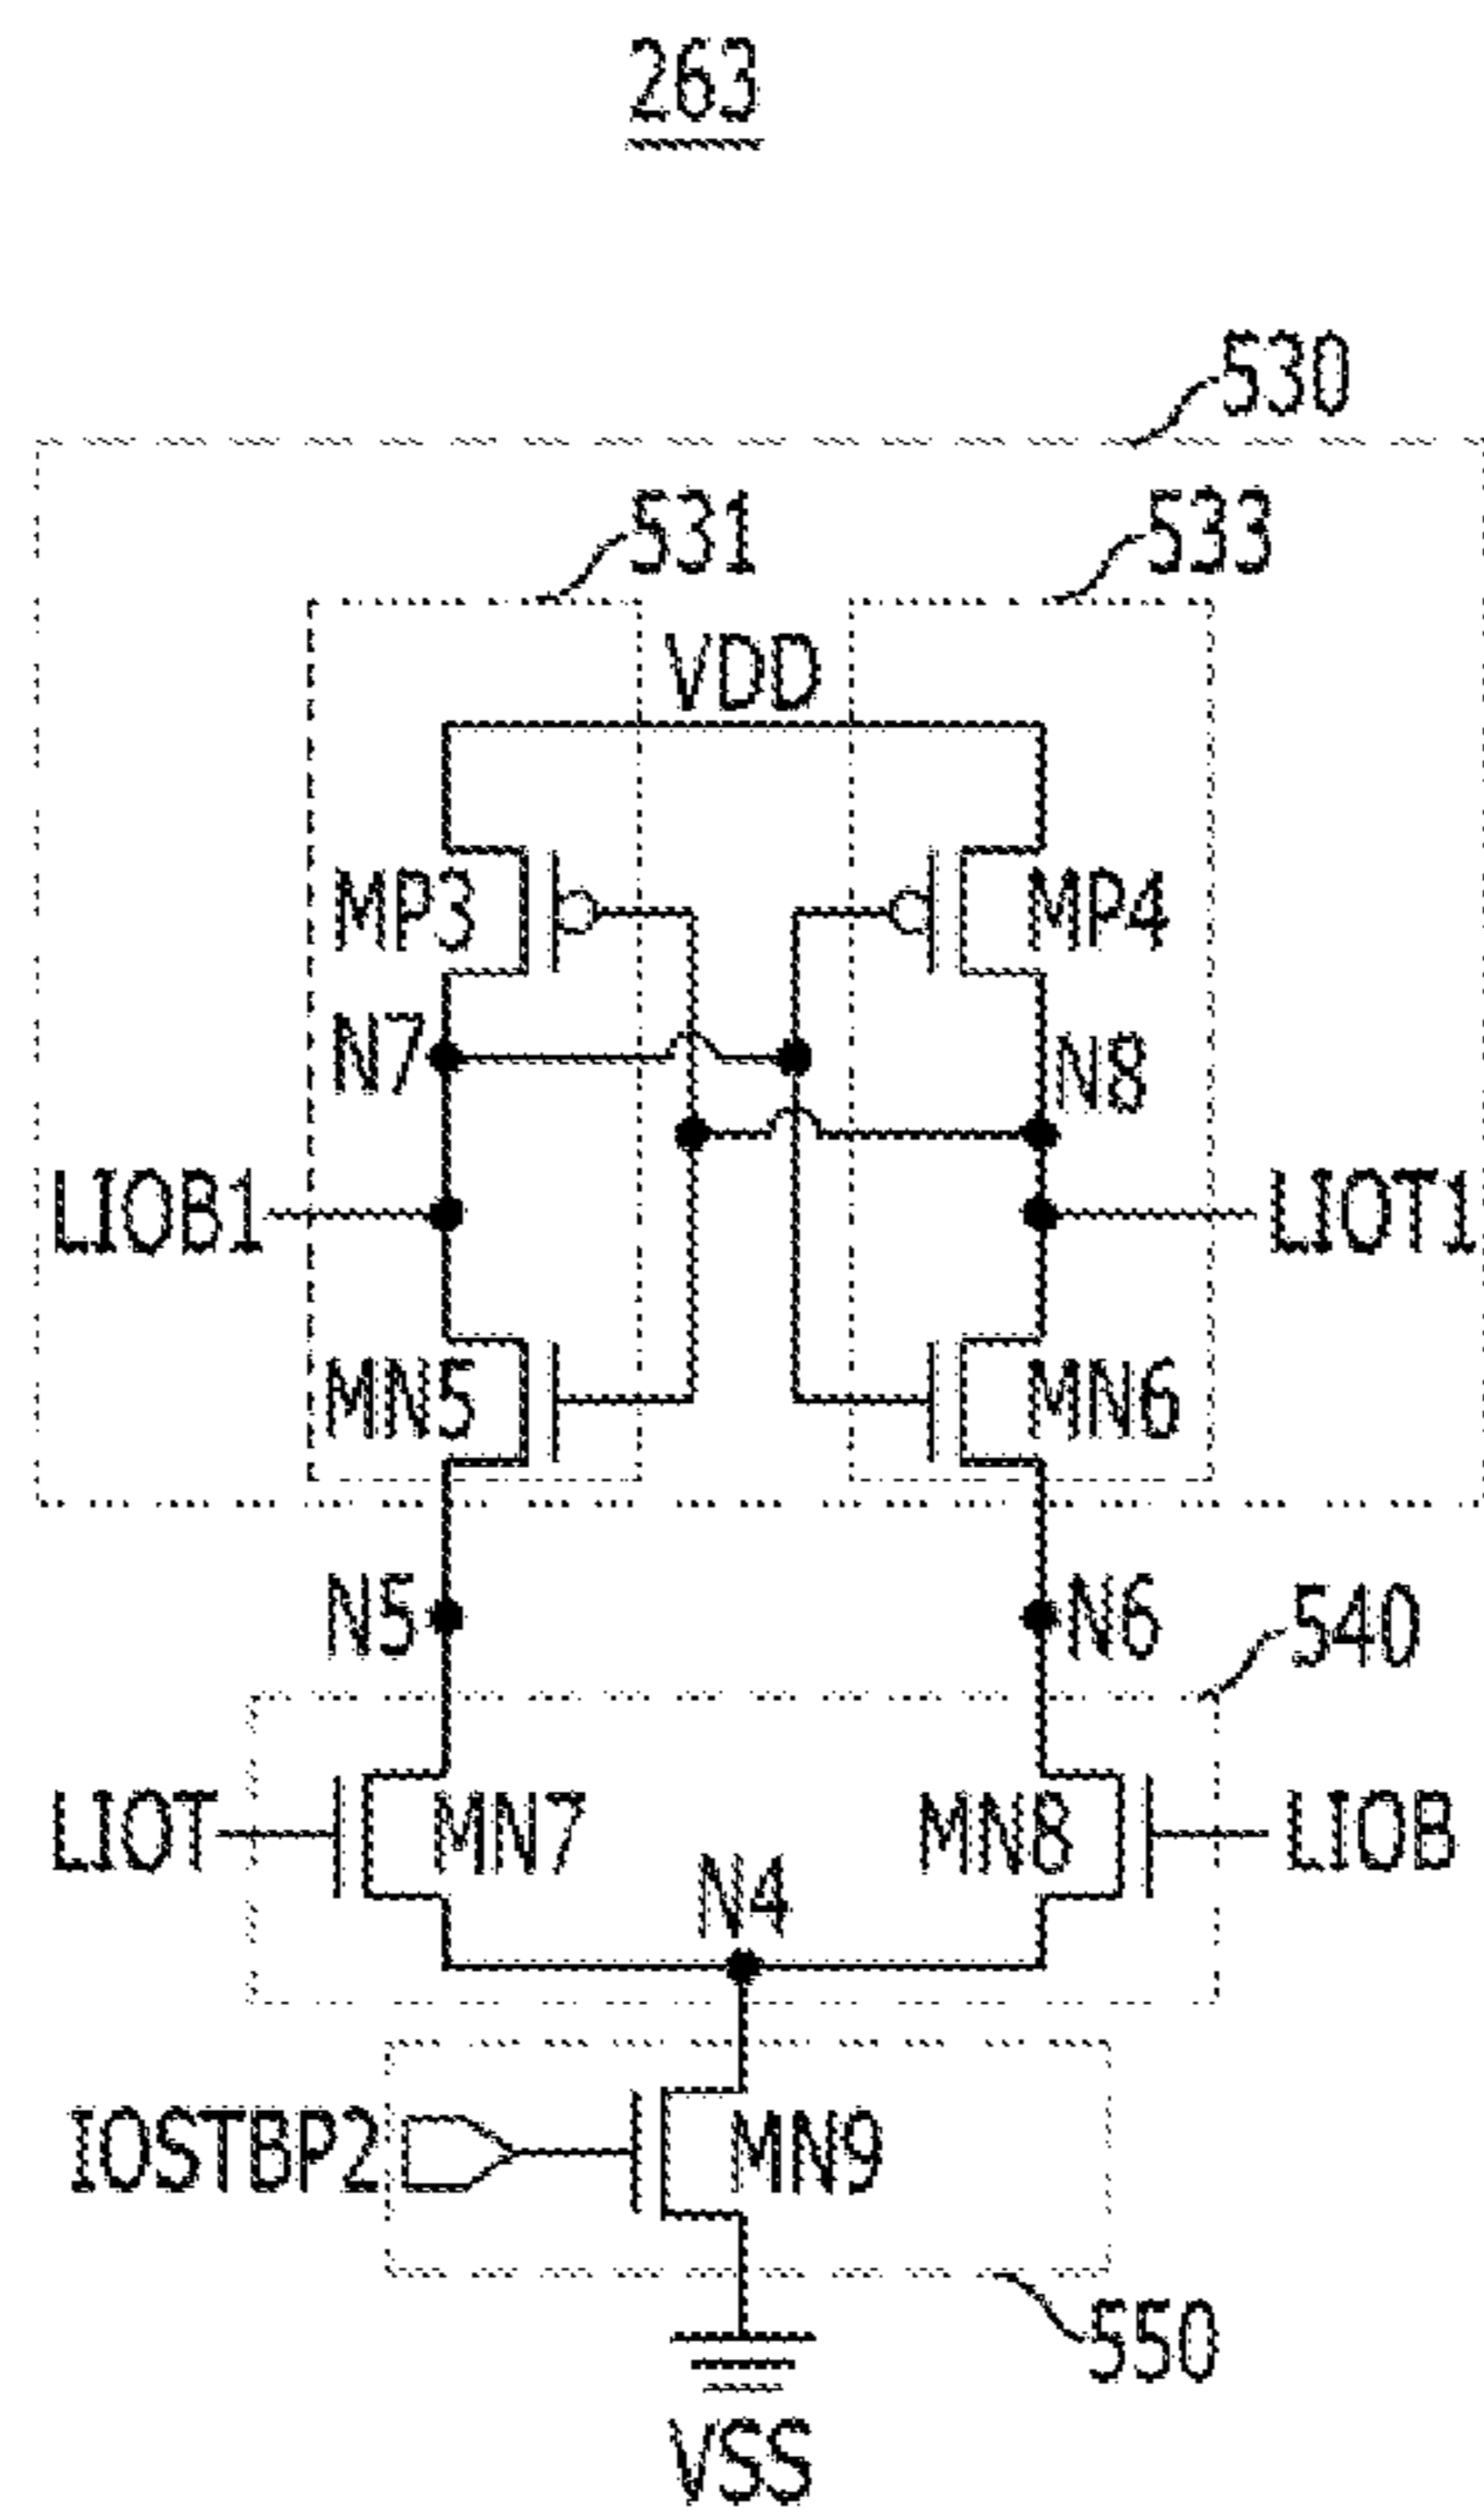 263
530
531
533
VDD
MP3
MP4
N7
N8
LIOB1
LIOT1
MN5
MN6
N5
N6
540
LIOT
MN7
MN8
LIOB
N4
IOSTBP2
MN9
550
VSS